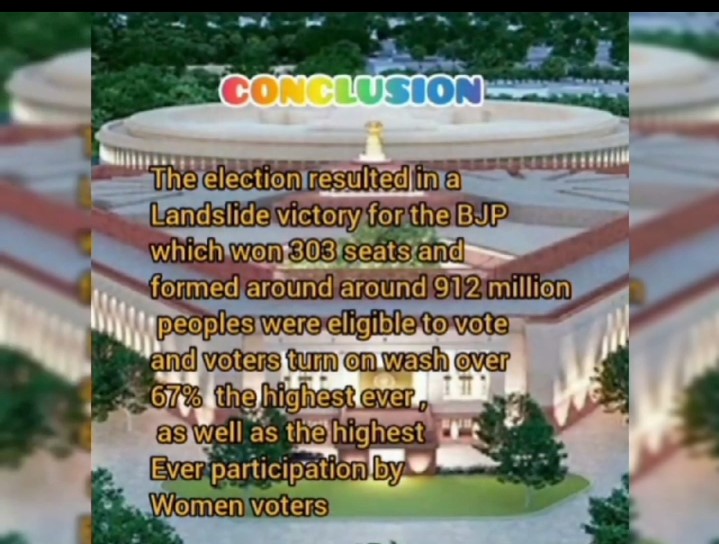 CONCLUSION
The election resulted in a
Landslide victory for the BJP
which won 303 seats and
formed around around 912 million
peoples were eligible to vote
and voters turn on wash over
67% the highest ever ,
as well as the highest
Ever participation by
Women voters